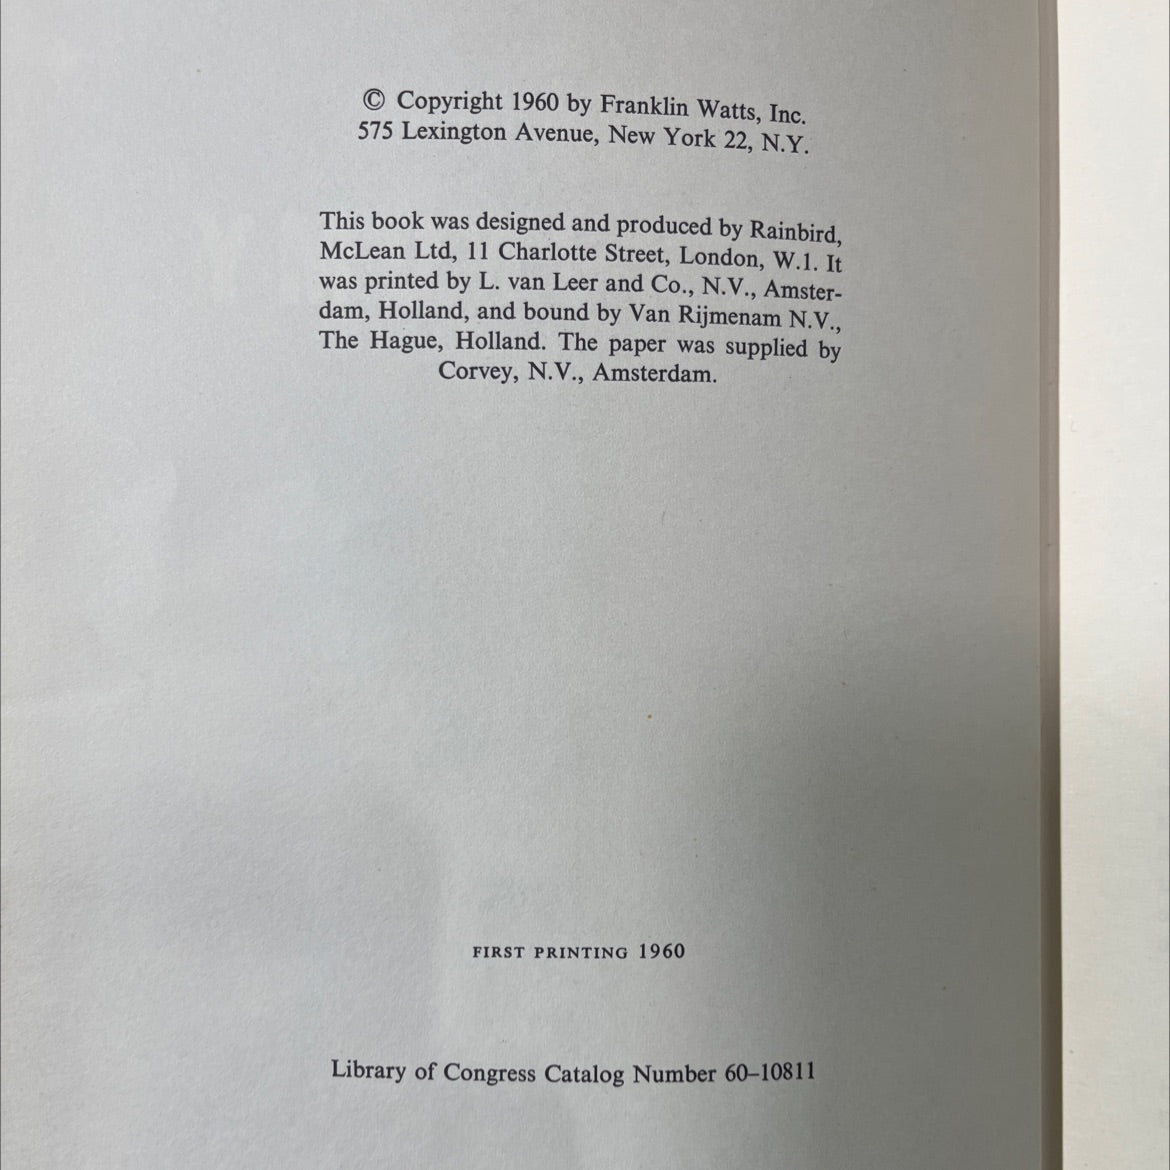 © Copyright 1960 by Franklin Watts, Inc.
575 Lexington Avenue, New York 22, N.Y.
This book was designed and produced by Rainbird,
McLean Ltd, 11 Charlotte Street, London, W.1. It
was printed by L. van Leer and Co., N.V., Amster-
dam, Holland, and bound by Van Rijmenam N.V.,
The Hague, Holland. The paper was supplied by
Corvey, N.V., Amsterdam.
FIRST PRINTING 1960
Library of Congress Catalog Number 60–10811